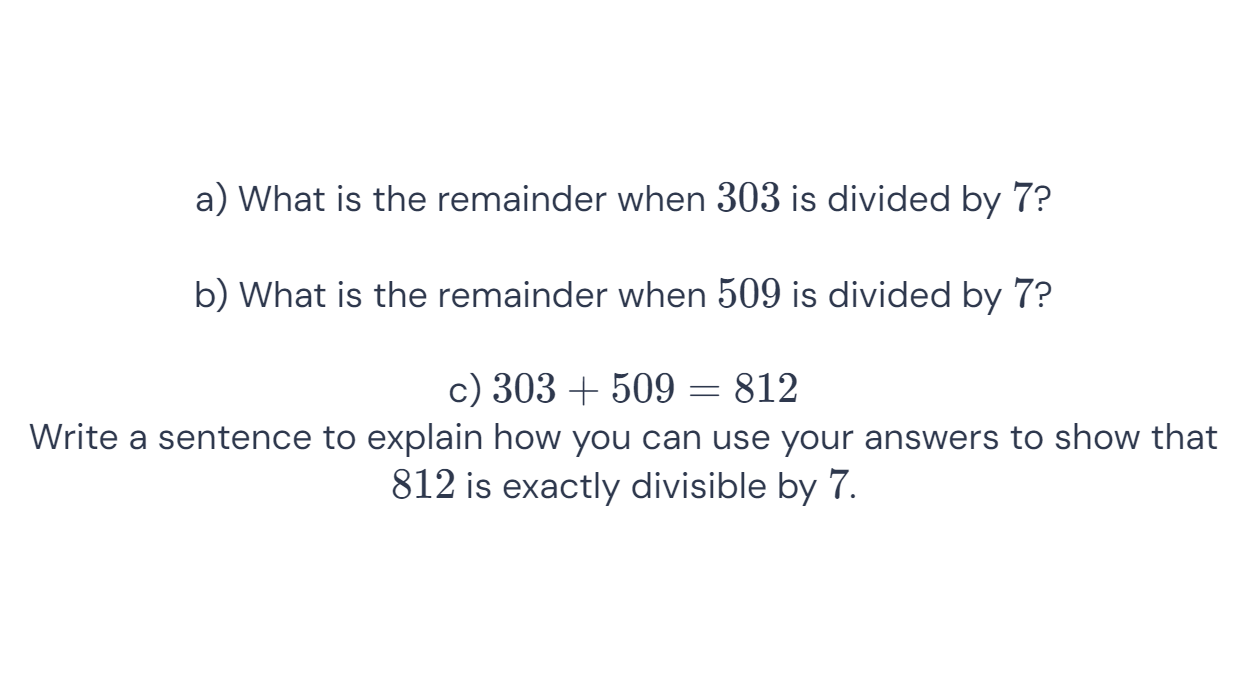 a) What is the remainder when 303 is divided by 7?
b) What is the remainder when 509 is divided by 7?
c) 303 + 509 = 812
Write a sentence to explain how you can use your answers to show that
812 is exactly divisible by 7.